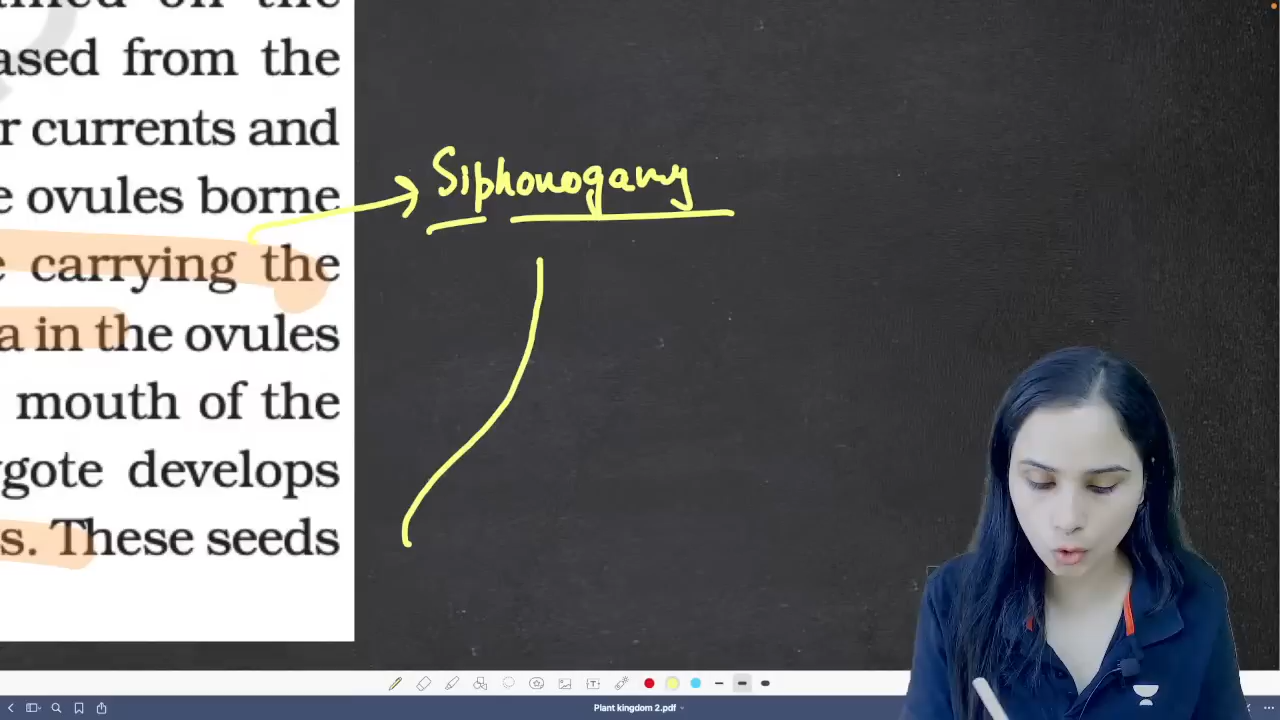 ased from the
r currents and
e ovules borne
Siphonogamy
e carrying the
a in the ovules
mouth of the
ygote develops
s. These seeds
Plant kingdom 2.pdf